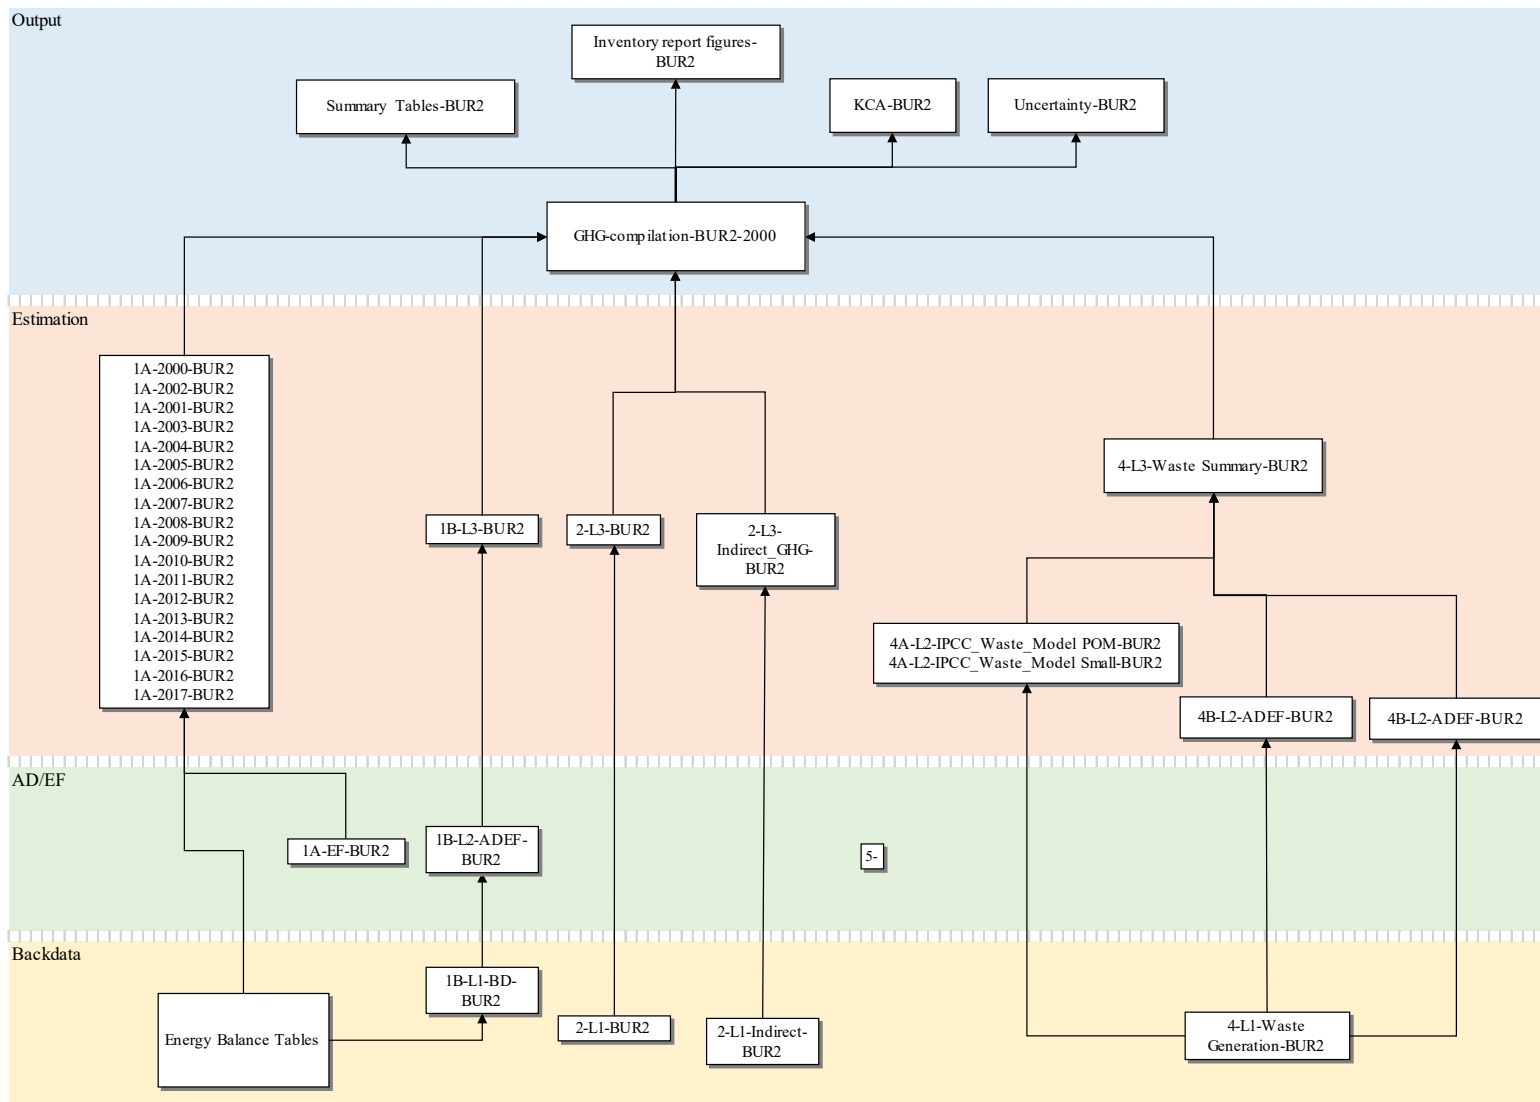 Output
Inventory report figures-
BUR2
Summary Tables-BUR2
KCA-BUR2
Uncertainty-BUR2
GHG-compilation-BUR2-2000
Estimation
1A-2000-BUR2
1A-2002-BUR2
1A-2001-BUR2
1A-2003-BUR2
1A-2004-BUR2
1A-2005-BUR2
1A-2006-BUR2
1A-2007-BUR2
1A-2008-BUR2
1A-2009-BUR2
1A-2010-BUR2
1A-2011-BUR2
1A-2012-BUR2
1A-2013-BUR2
1A-2014-BUR2
1A-2015-BUR2
1A-2016-BUR2
1A-2017-BUR2
1B-L3-BUR2
2-L3-BUR2
2-L3-
Indirect_GHG-
BUR2
4-L3-Waste Summary-BUR2
4A-L2-IPCC_Waste_Model POM-BUR2
4A-L2-IPCC_Waste_Model Small-BUR2
4B-L2-ADEF-BUR2
4B-L2-ADEF-BUR2
AD/EF
1A-EF-BUR2
1B-L2-ADEF-
BUR2
5-
Backdata
Energy Balance Tables
1B-L1-BD-
BUR2
2-L1-BUR2
2-L1-Indirect-
BUR2
4-L1-Waste
Generation-BUR2